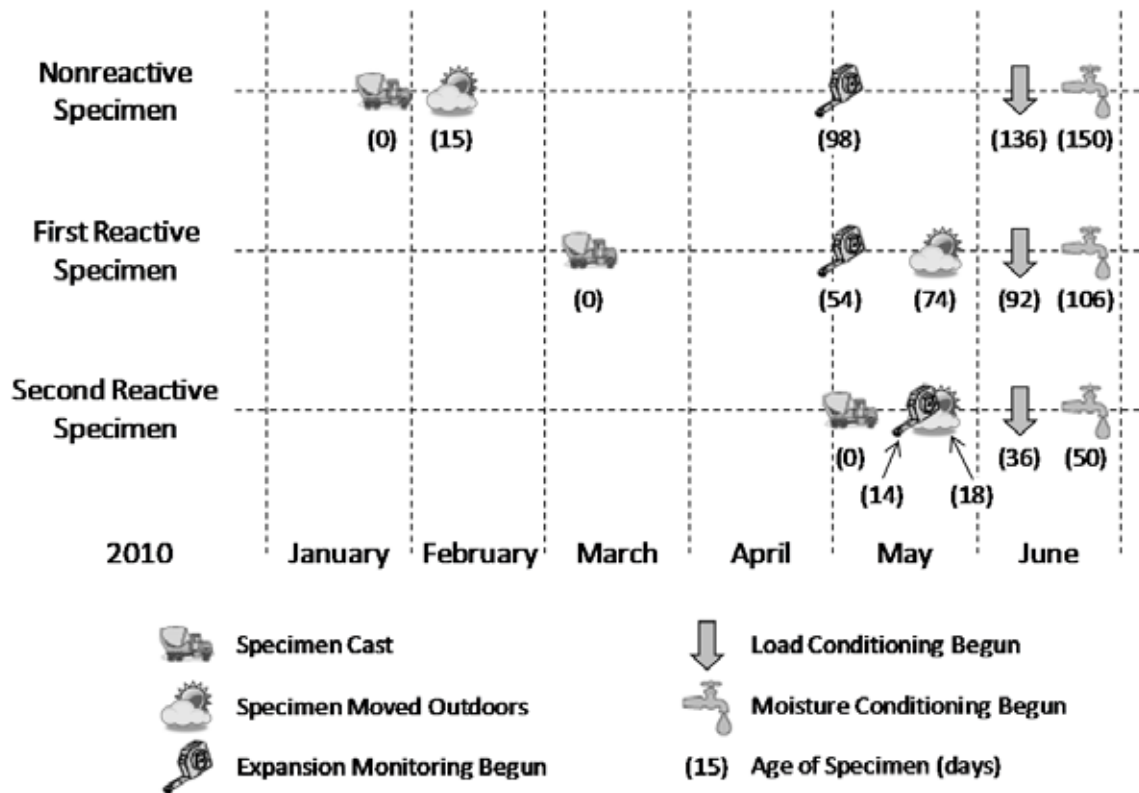 Nonreactive
Specimen
(0) (15) (98) (136) (150)
First Reactive
Specimen
(0) (54) (74) (92) (106)
Second Reactive
Specimen
(0) (36) (50)
(14) (18)
2010 January February March April May June
Specimen Cast Load Conditioning Begun
Specimen Moved Outdoors Moisture Conditioning Begun
Expansion Monitoring Begun (15) Age of Specimen (days)